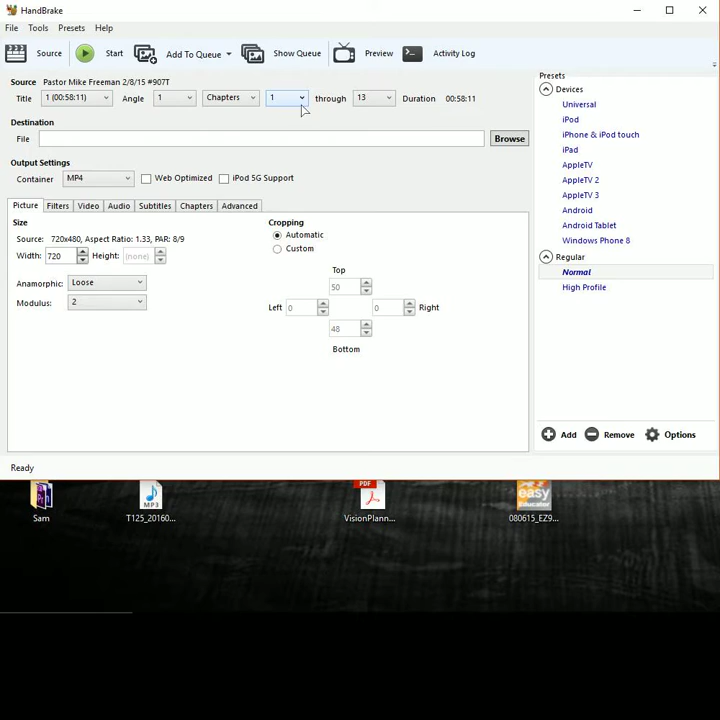 HandBrake
File Tools Presets Help
Source Start Add To Queue Show Queue Preview Activity Log
Source Pastor Mike Freeman 2/8/15 #907T
Title 1 (00:58:11) Angle 1 Chapters 1 through 13 Duration 00:58:11
Destination
File Browse
Output Settings
Container MP4 Web Optimized iPod 5G Support
Picture Filters Video Audio Subtitles Chapters Advanced
Size
Source: 720x480, Aspect Ratio: 1.33, PAR: 8/9
Width: 720 Height: (none)
Anamorphic: Loose
Modulus: 2
Cropping
Automatic
Custom
Top
50
Left 0 0 Right
48
Bottom
Presets
Devices
Universal
iPod
iPhone & iPod touch
iPad
AppleTV
AppleTV 2
AppleTV 3
Android
Android Tablet
Windows Phone 8
Regular
Normal
High Profile
Add Remove Options
Ready
Sam
MP3
T125_20160...
PDF
VisionPlann...
easy
080615_EZ9...